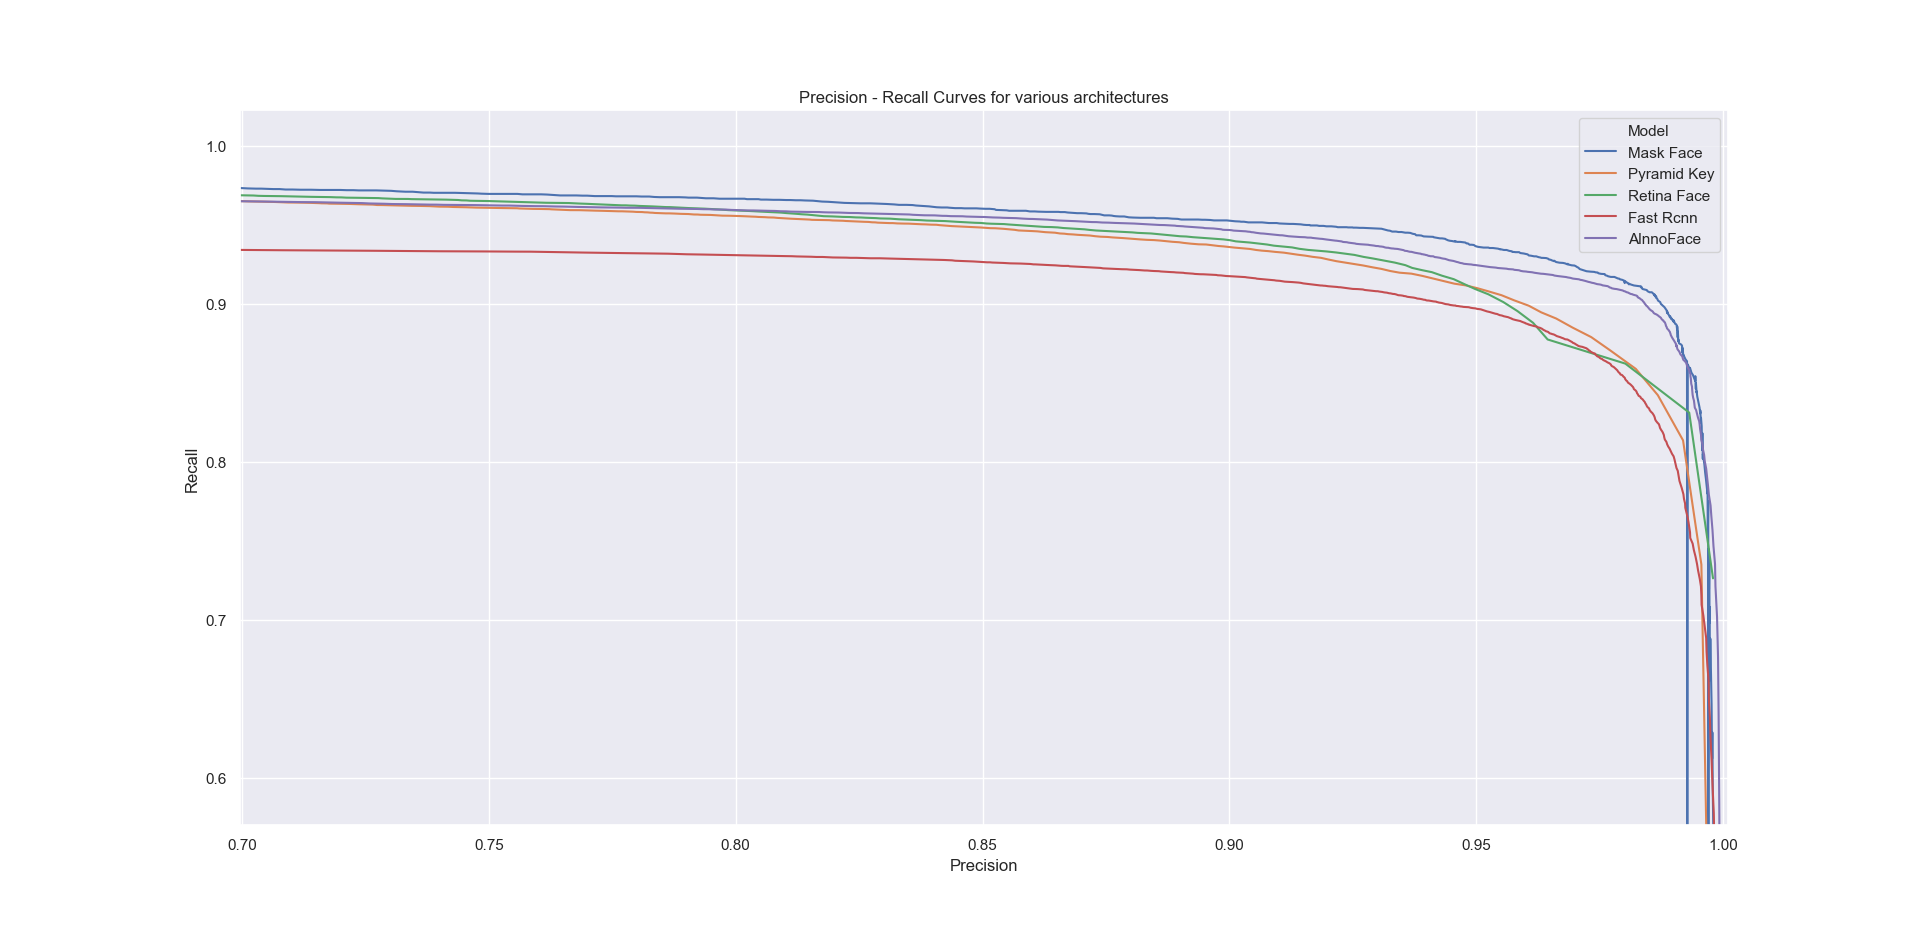 Precision - Recall Curves for various architectures
Model
Mask Face
Pyramid Key
Retina Face
Fast Rcnn
AInnoFace
1.0
0.9
0.8
0.7
0.6
Recall
0.70 0.75 0.80 0.85 0.90 0.95 1.00
Precision